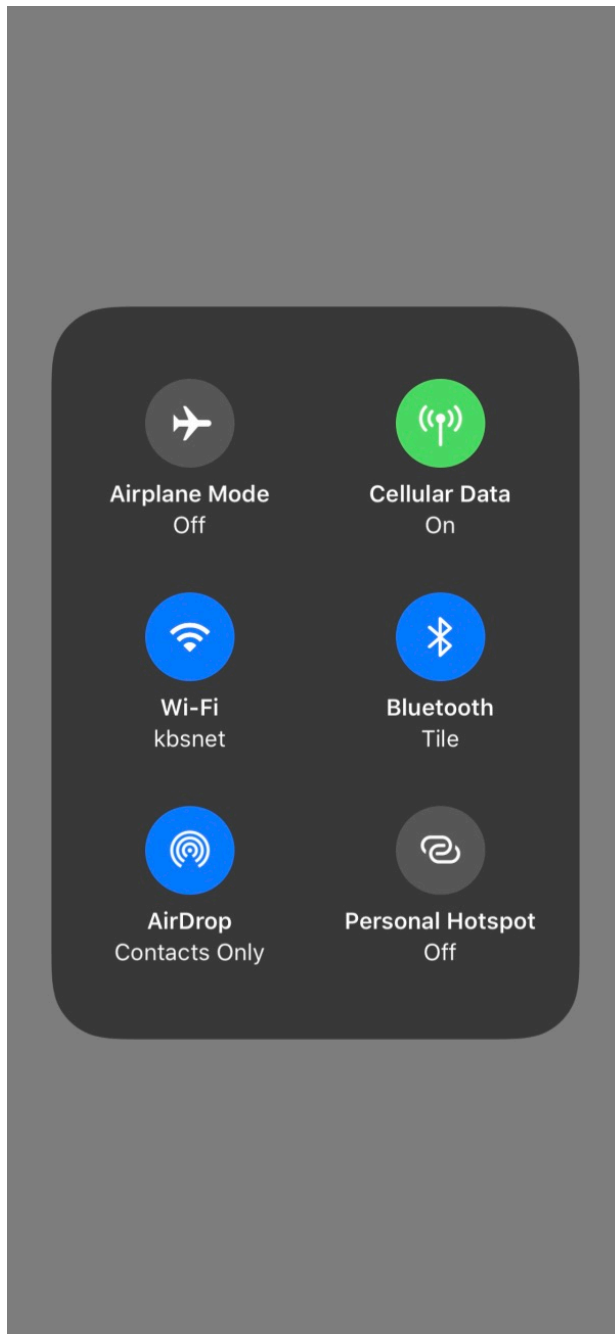 Airplane Mode
Off
Cellular Data
On
Wi-Fi
kbsnet
Bluetooth
Tile
AirDrop
Contacts Only
Personal Hotspot
Off